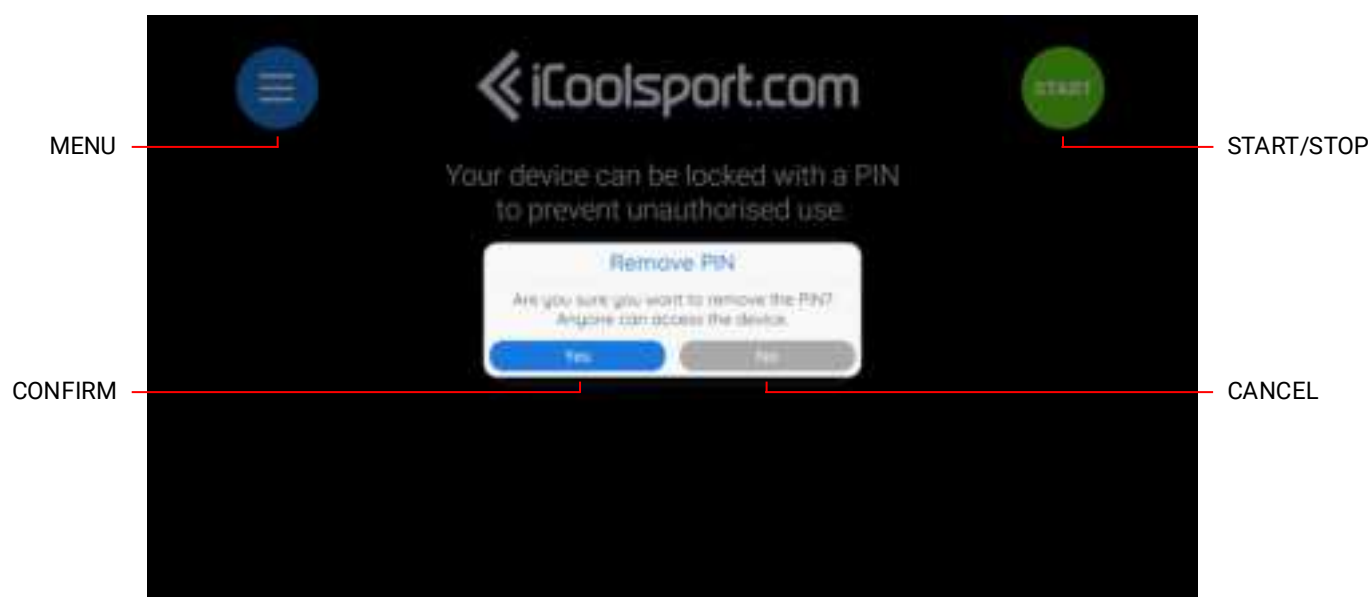 iCoolsport.com
START
MENU
START/STOP
Your device can be locked with a PIN
to prevent unauthorised use.
Remove PIN
Are you sure you want to remove the PIN?
Anyone can access the device.
Yes
No
CONFIRM
CANCEL